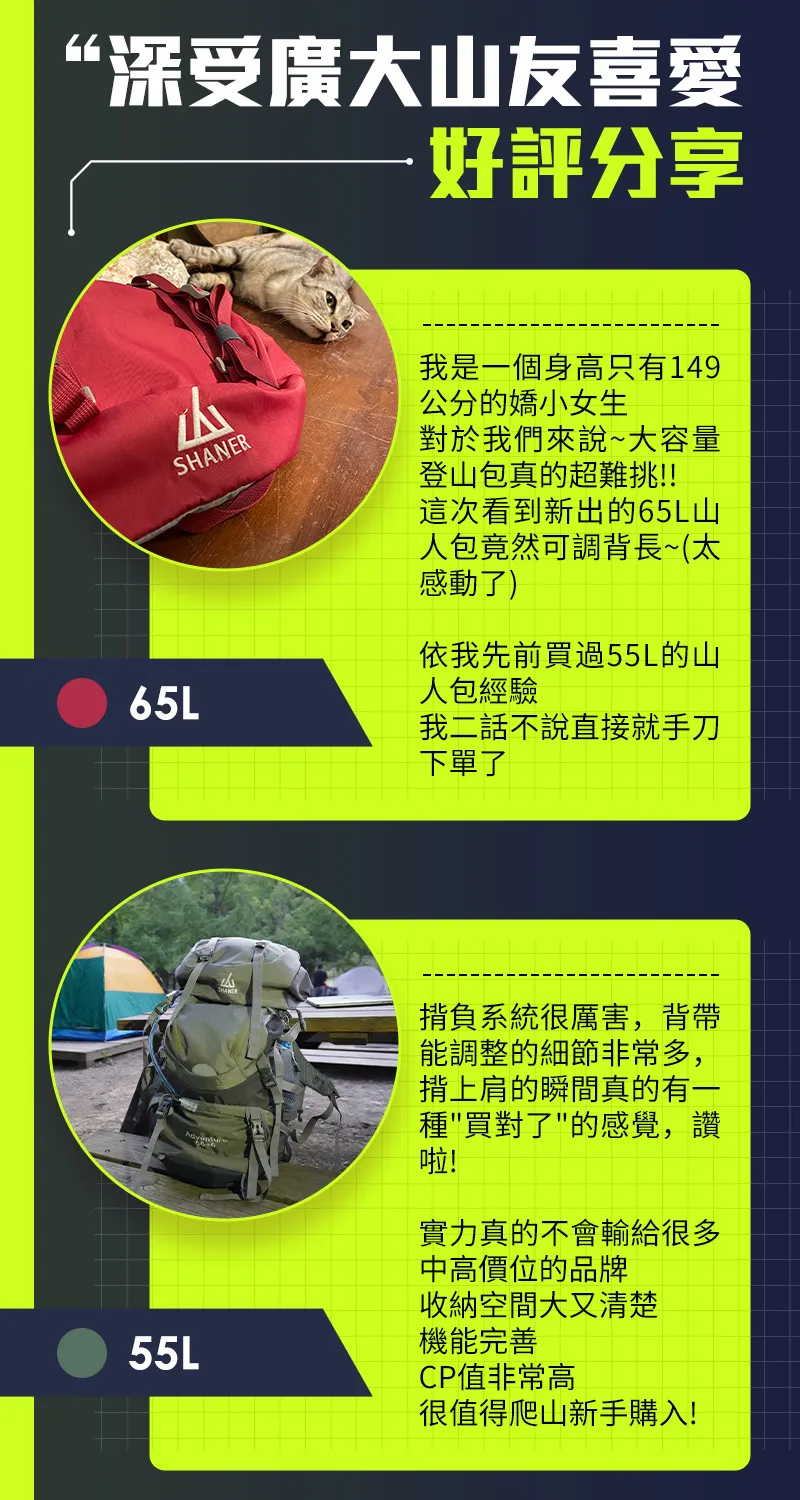 “深受廣大山友喜愛
好評分享
SHANER
我是一個身高只有149
公分的嬌小女生
對於我們來說~大容量
登山包真的超難挑!!
這次看到新出的65L山
人包竟然可調背長~(太
感動了)
依我先前買過55L的山
人包經驗
我二話不說直接就手刀
下單了
65L
SHANER
Adventure
揹負系統很厲害，背帶
能調整的細節非常多，
揹上肩的瞬間真的有一
種"買對了"的感覺，讚
啦!
實力真的不會輸給很多
中高價位的品牌
收納空間大又清楚
機能完善
CP值非常高
很值得爬山新手購入!
55L